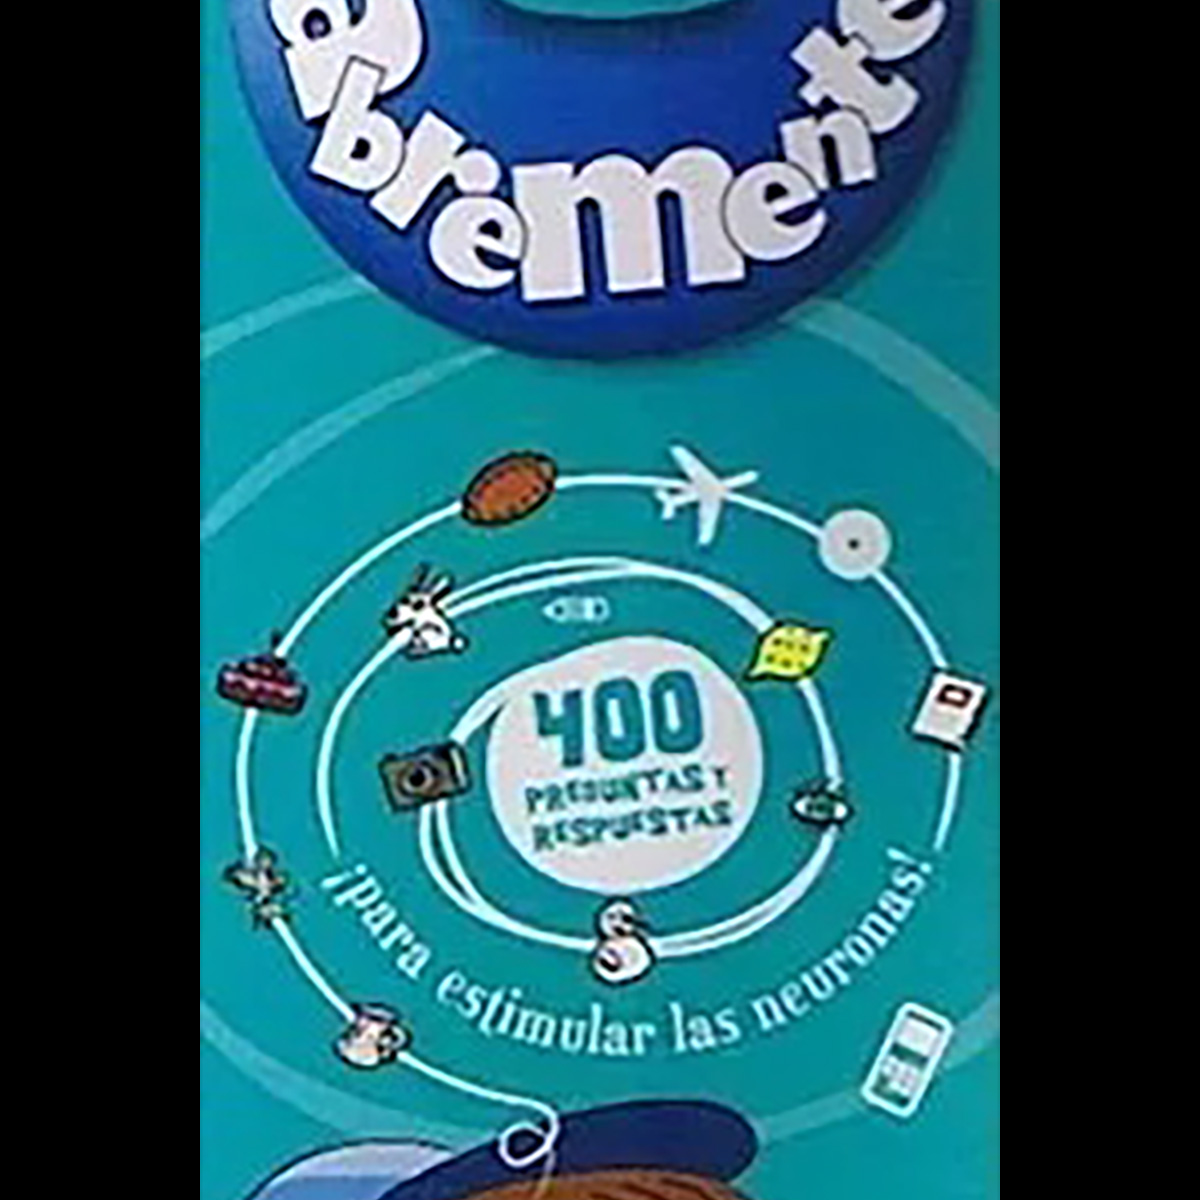 abremente
400
PREGUNTAS Y
RESPUESTAS
¡para estimular las neuronas!